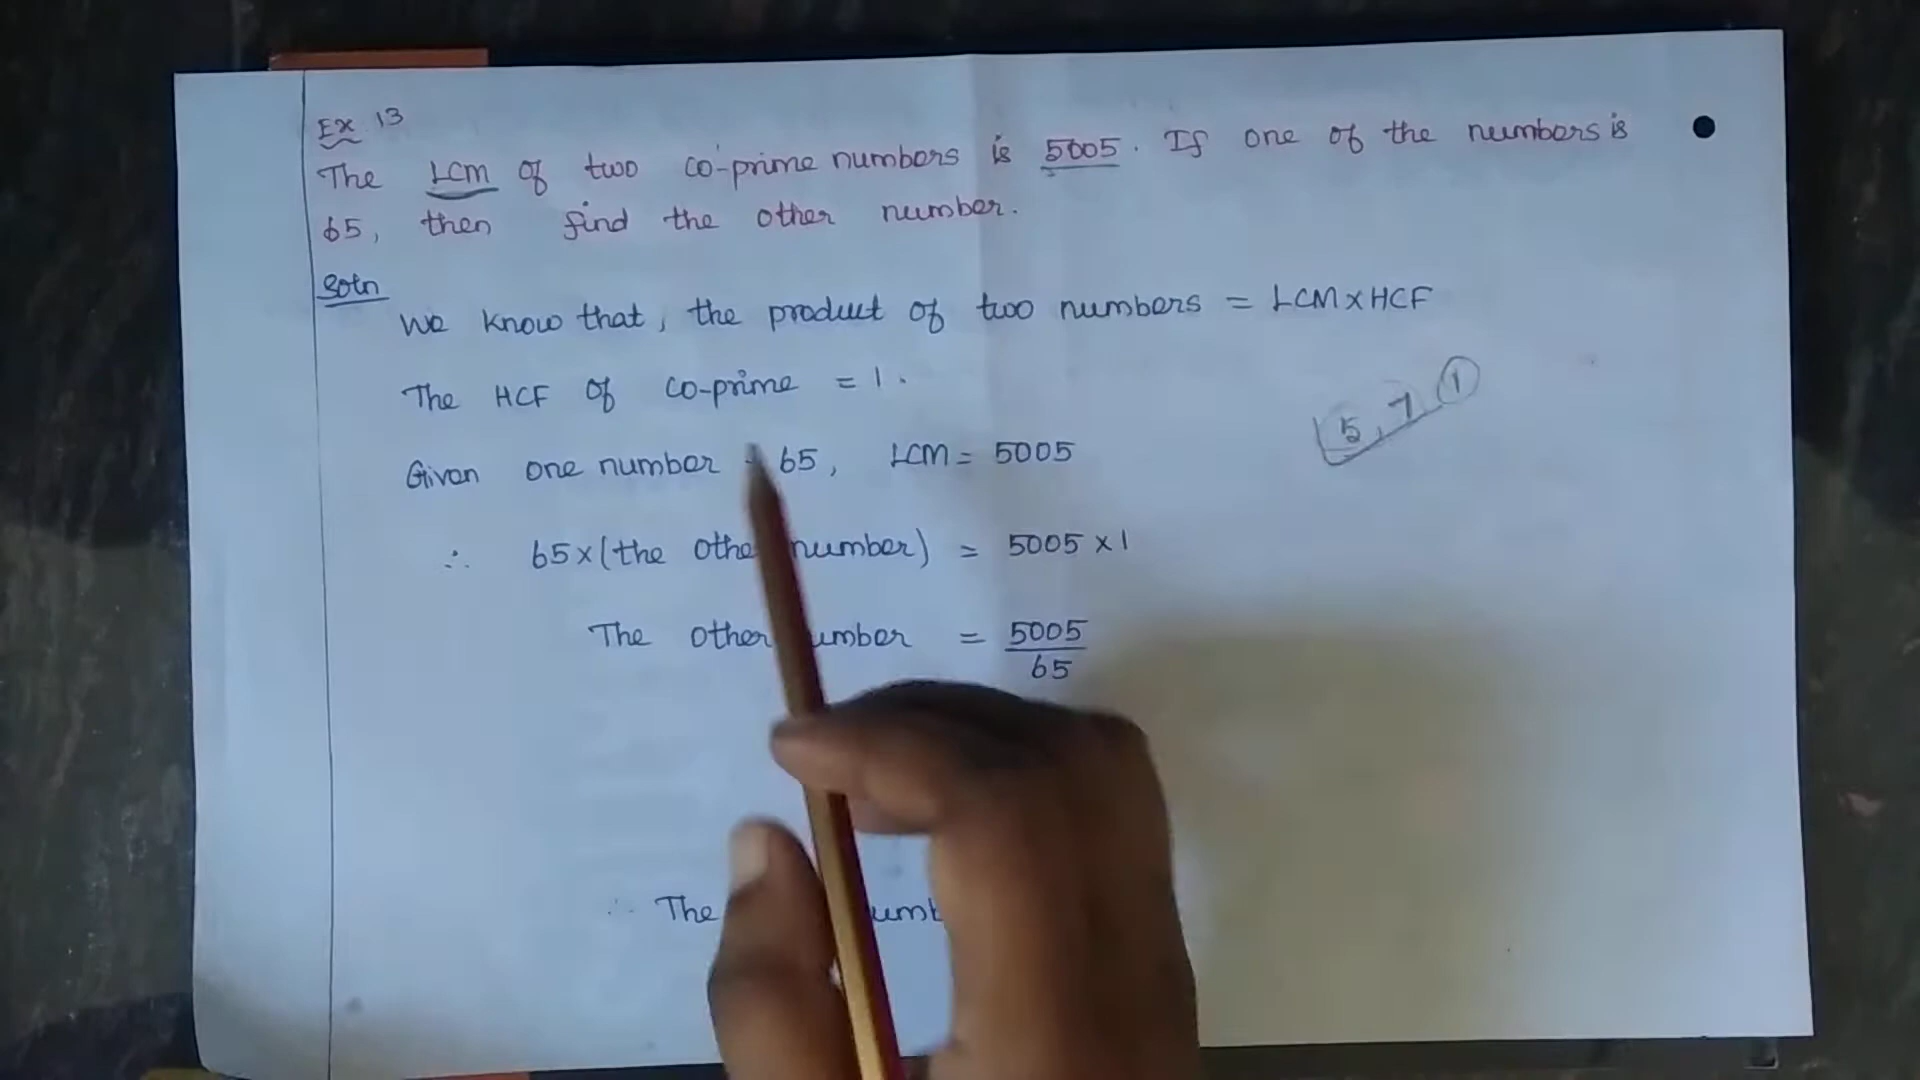 Ex 13
The LCM of two co-prime numbers is 5005. If one of the numbers is
65, then find the other number.
Soln
We know that, the product of two numbers = LCM x HCF
The HCF of co-prime = 1.
5, 7 1
Given one number 65, LCM = 5005
∴ 65 x (the othe number) = 5005 x 1
The other umber = 5005
65
∴ The umb